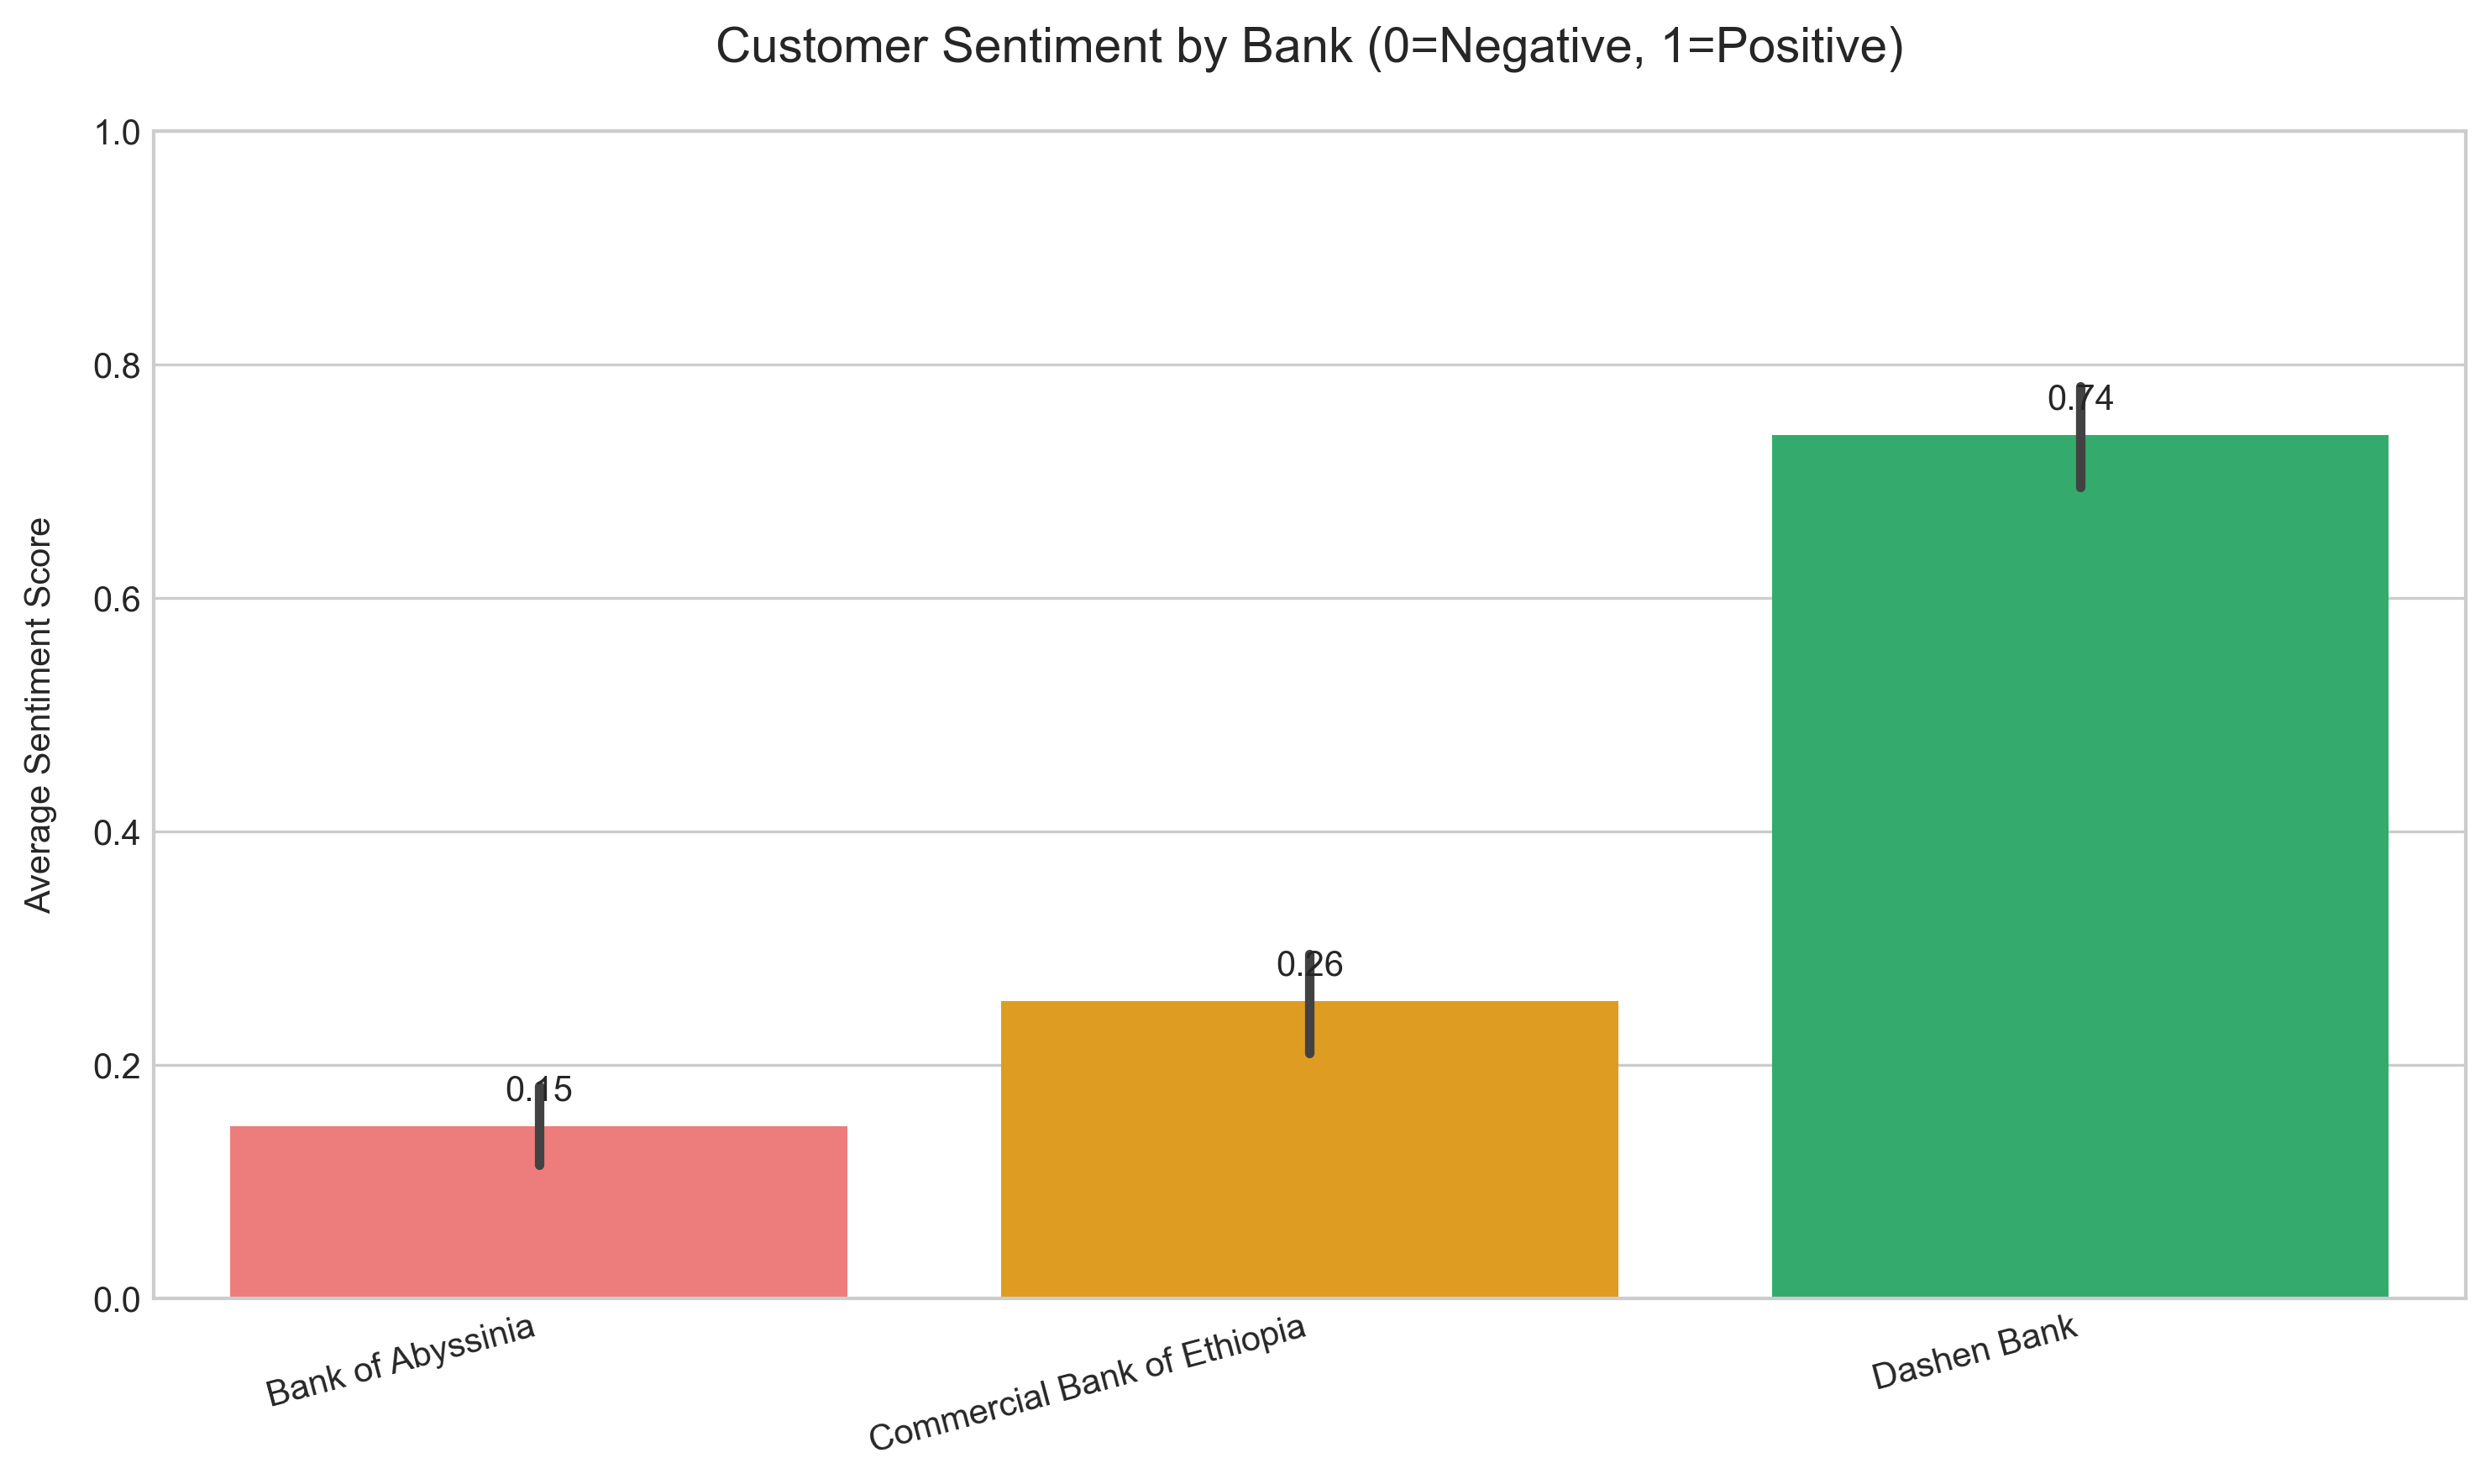 Customer Sentiment by Bank (0=Negative, 1=Positive)
Average Sentiment Score
1.0
0.8
0.6
0.4
0.2
0.0
0.15
0.26
0.74
Bank of Abyssinia
Commercial Bank of Ethiopia
Dashen Bank